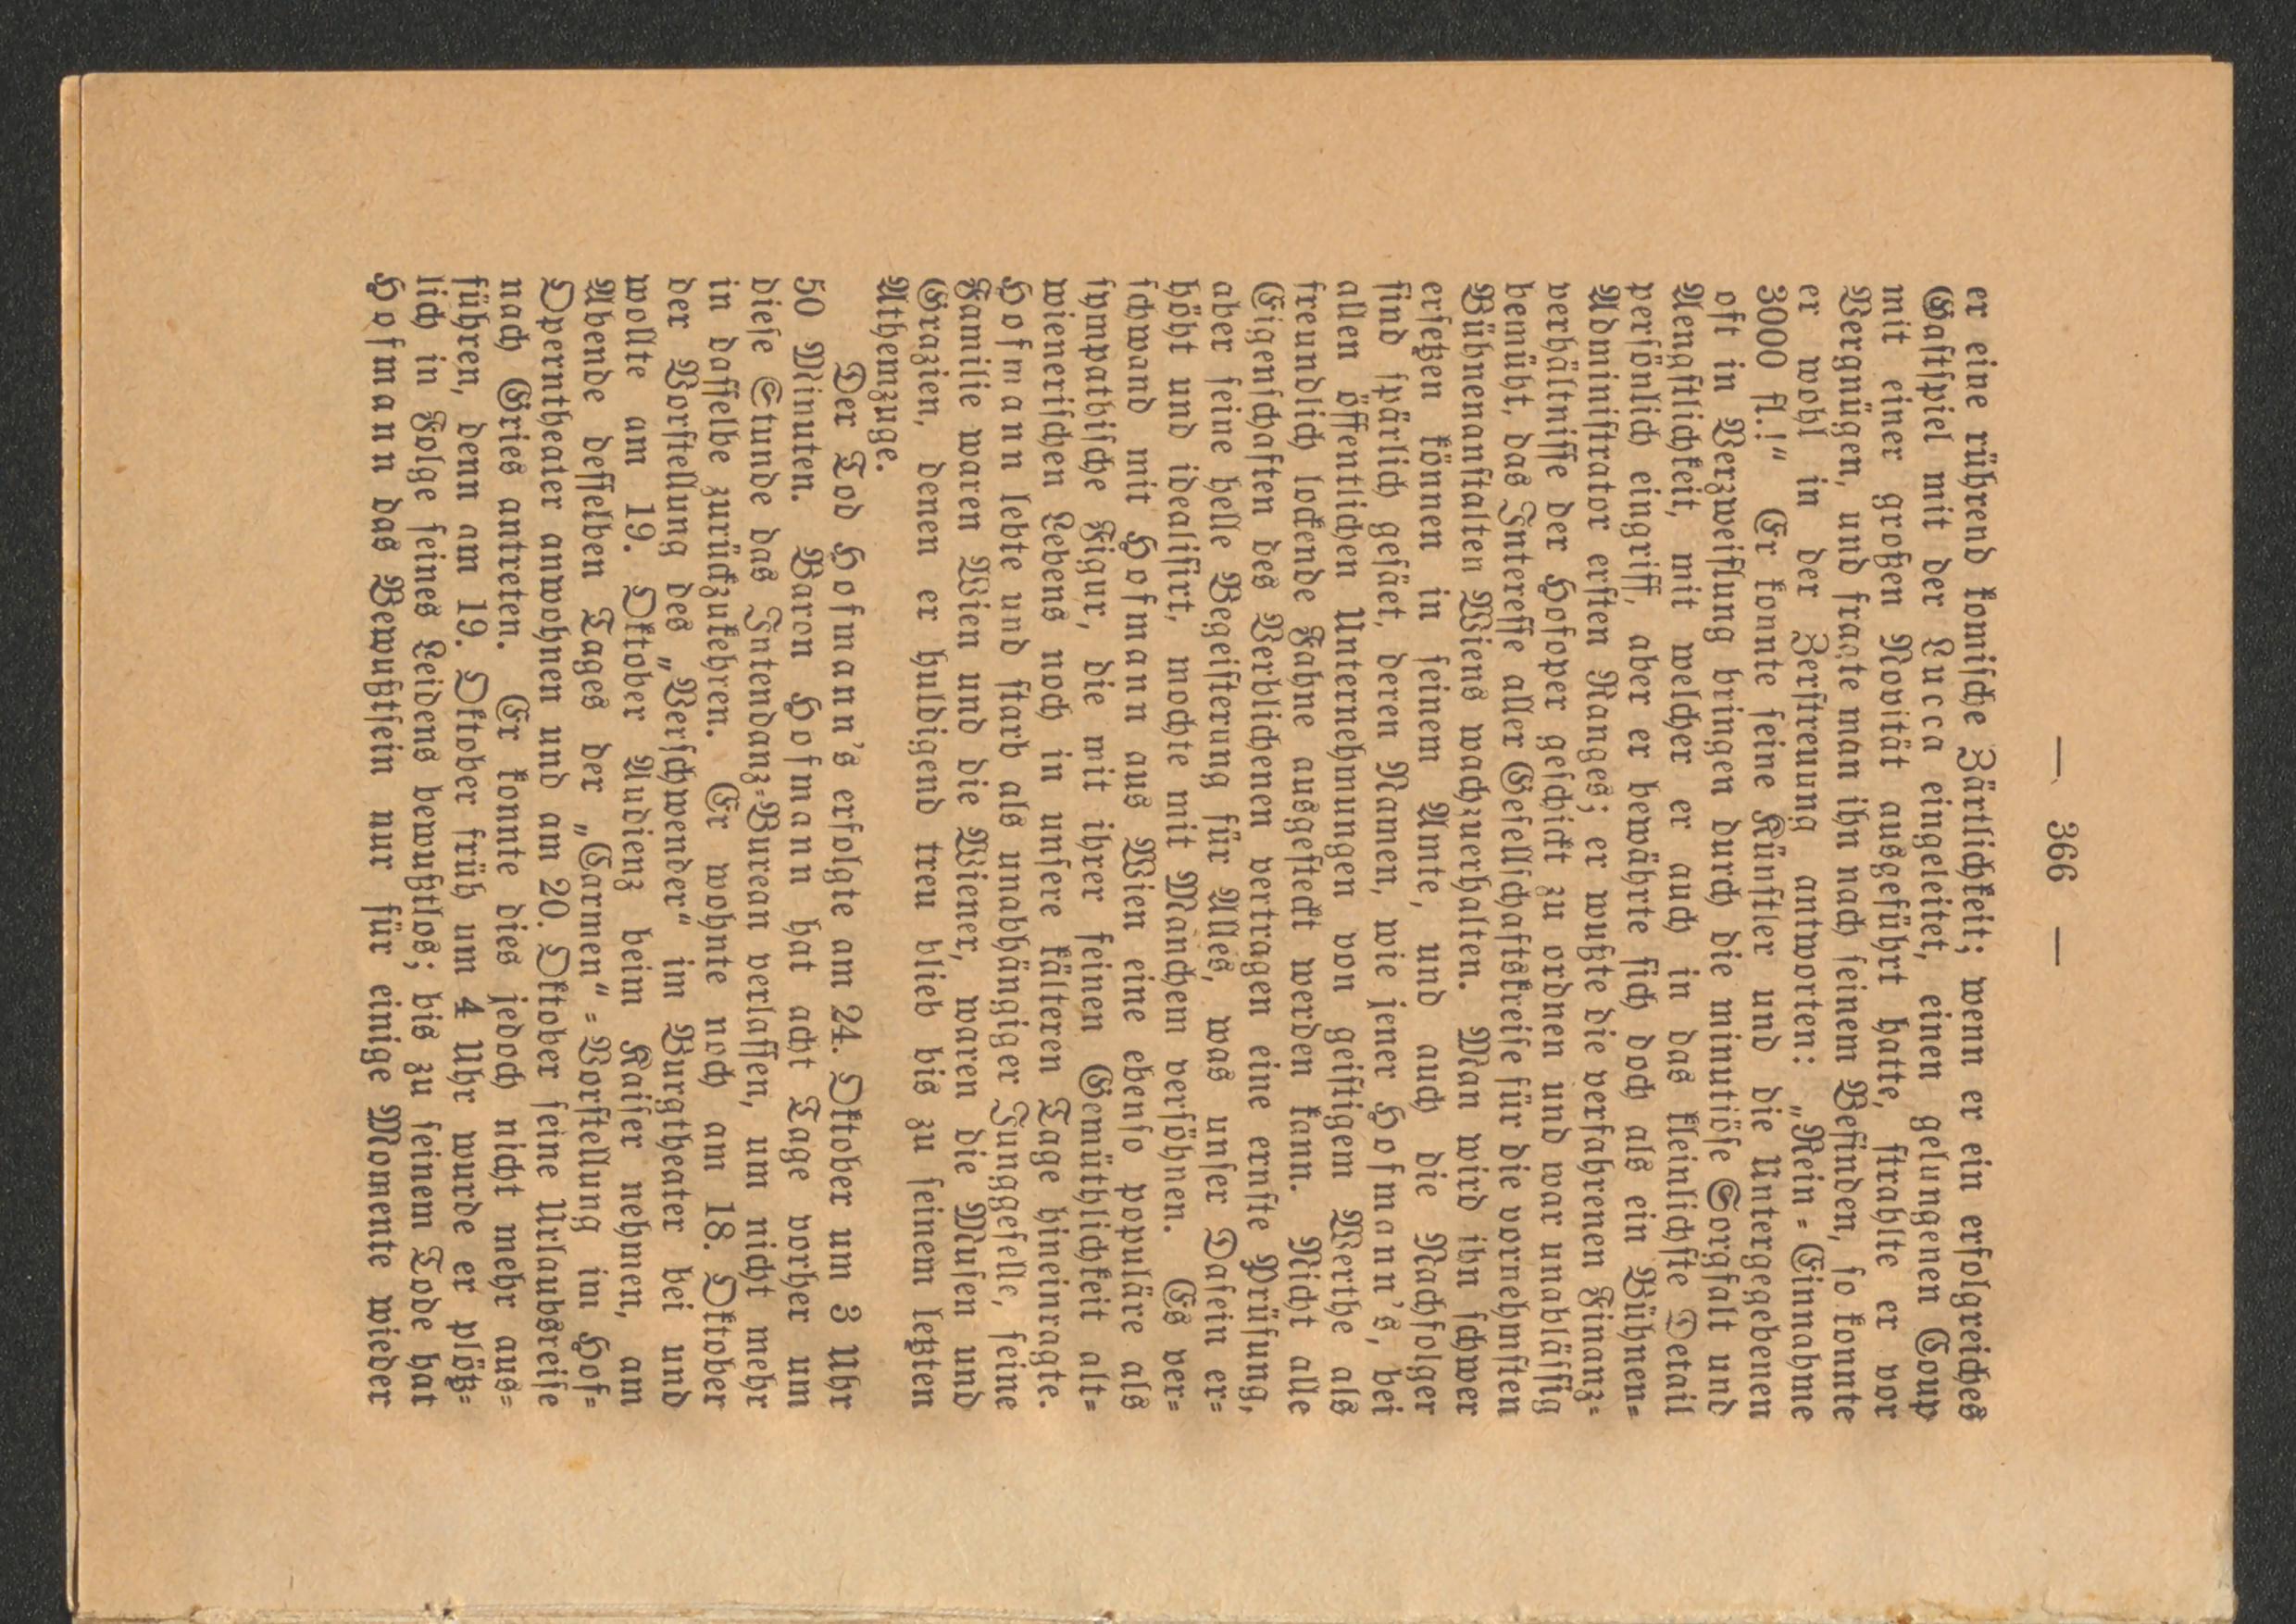 — 366 —
er eine rührend komische Zärtlichkeit; wenn er ein erfolgreiches
Gastspiel mit der Lucca eingeleitet, einen gelungenen Coup
mit einer großen Novität ausgeführt hatte, strahlte er vor
Vergnügen, und fragte man ihn nach seinem Befinden, so konnte
er wohl in der Zerstreuung antworten: „Rein-Einnahme
3000 fl.!" Er konnte seine Künstler und die Untergegebenen
oft in Verzweiflung bringen durch die minutiöse Sorgfalt und
Aengstlichkeit, mit welcher er auch in das kleinlichste Detail
persönlich eingriff, aber er bewährte sich doch als ein Bühnen-
Administrator ersten Ranges; er wußte die verfahrenen Finanz-
verhältnisse der Hofoper geschickt zu ordnen und war unablässig
bemüht, das Interesse aller Gesellschaftskreise für die vornehmsten
Bühnenanstalten Wiens wachzuerhalten. Man wird ihn schwer
ersetzen können in seinem Amte, und auch die Nachfolger
sind spärlich gesäet, deren Namen, wie jener Hofmann's, bei
allen öffentlichen Unternehmungen von geistigem Werthe als
freundlich lockende Fahne ausgesteckt werden kann. Nicht alle
Eigenschaften des Verblichenen vertragen eine ernste Prüfung,
aber seine helle Begeisterung für Alles, was unser Dasein er-
höht und idealisirt, mochte mit Manchem versöhnen. Es ver-
schwand mit Hofmann aus Wien eine ebenso populäre als
sympathische Figur, die mit ihrer feinen Gemüthlichkeit alt-
wienerischen Lebens noch in unsere kälteren Tage hineinragte.
Hofmann lebte und starb als unabhängiger Junggeselle, seine
Familie waren Wien und die Wiener, waren die Musen und
Grazien, denen er huldigend treu blieb bis zu seinem letzten
Athemzuge.
Der Tod Hofmann's erfolgte am 24. Oktober um 3 Uhr
50 Minuten. Baron Hofmann hat acht Tage vorher um
diese Stunde das Intendanz-Bureau verlassen, um nicht mehr
in dasselbe zurückzukehren. Er wohnte noch am 18. Oktober
der Vorstellung des „Verschwender" im Burgtheater bei und
wollte am 19. Oktober Audienz beim Kaiser nehmen, am
Abende desselben Tages der „Carmen"-Vorstellung im Hof-
Operntheater anwohnen und am 20. Oktober seine Urlaubsreise
nach Gries antreten. Er konnte dies jedoch nicht mehr aus-
führen, denn am 19. Oktober früh um 4 Uhr wurde er plötz-
lich in Folge seines Leidens bewußtlos; bis zu seinem Tode hat
Hofmann das Bewußtsein nur für einige Momente wieder